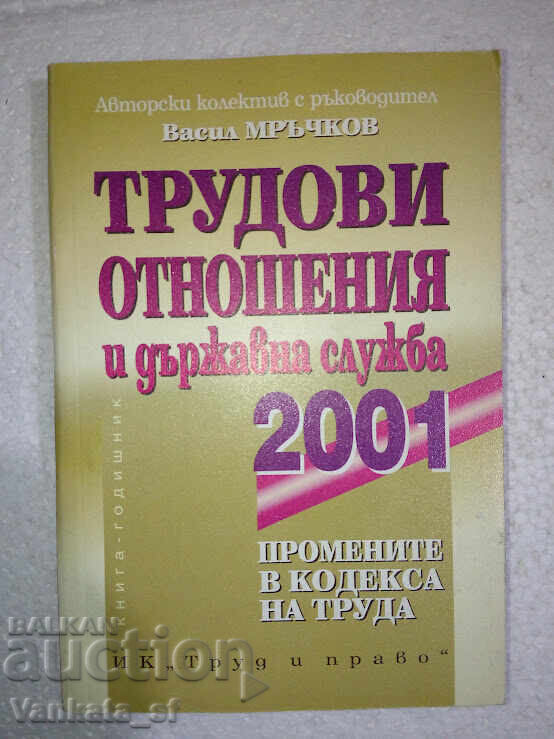 Авторски колектив с ръководител
Васил МРЪЧКОВ
ТРУДОВИ
ОТНОШЕНИЯ
и държавна служба
2001
книга-годишник
ПРОМЕНИТЕ
В КОДЕКСА
НА ТРУДА
ИК „Труд и право“
BALKAN
auction
Vankata_sf